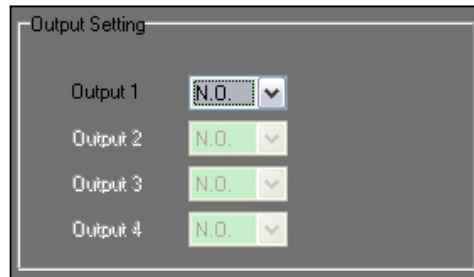 Output Setting
Output 1 N.O.
Output 2 N.O.
Output 3 N.O.
Output 4 N.O.